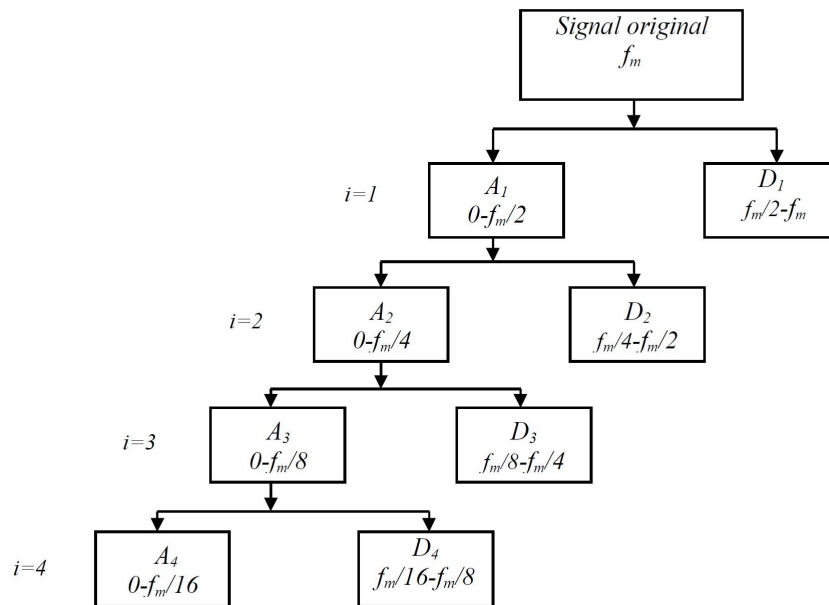 Signal original
fm
i=1
A1
0-fm/2
D1
fm/2-fm
i=2
A2
0-fm/4
D2
fm/4-fm/2
i=3
A3
0-fm/8
D3
fm/8-fm/4
i=4
A4
0-fm/16
D4
fm/16-fm/8